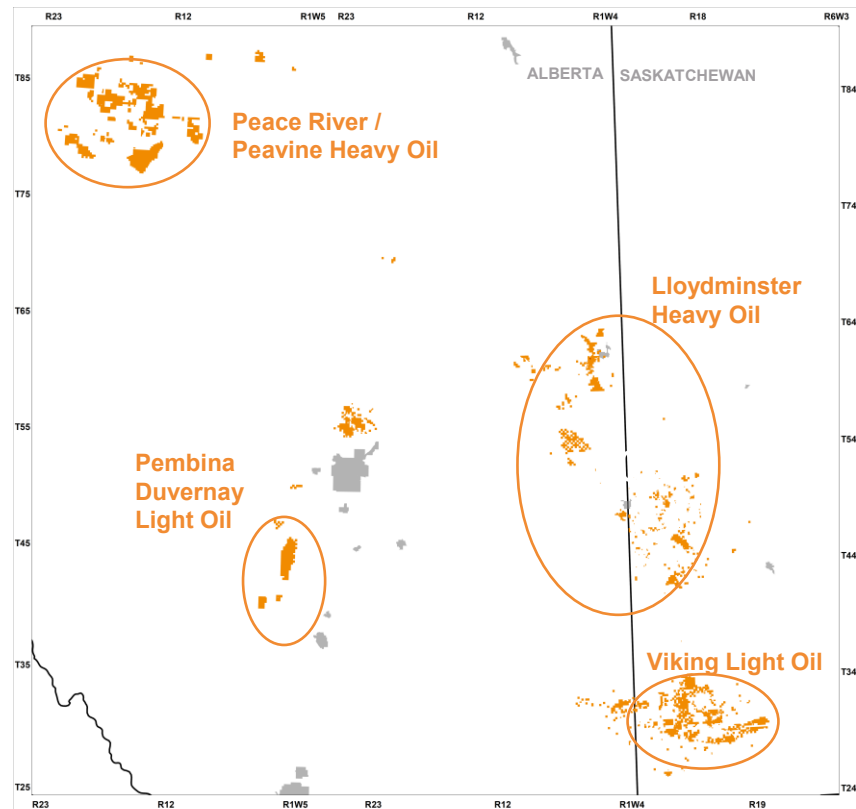 R23 R12 R1W5 R23 R12 R1W4 R18 R6W3
ALBERTA SASKATCHEWAN
T85
T84
Peace River /
Peavine Heavy Oil
T75
T74
Lloydminster
Heavy Oil
T65
T64
T55
T54
Pembina
Duvernay
Light Oil
T45
T44
Viking Light Oil
T35
T34
T25
T24
R23 R12 R1W5 R23 R12 R1W4 R19